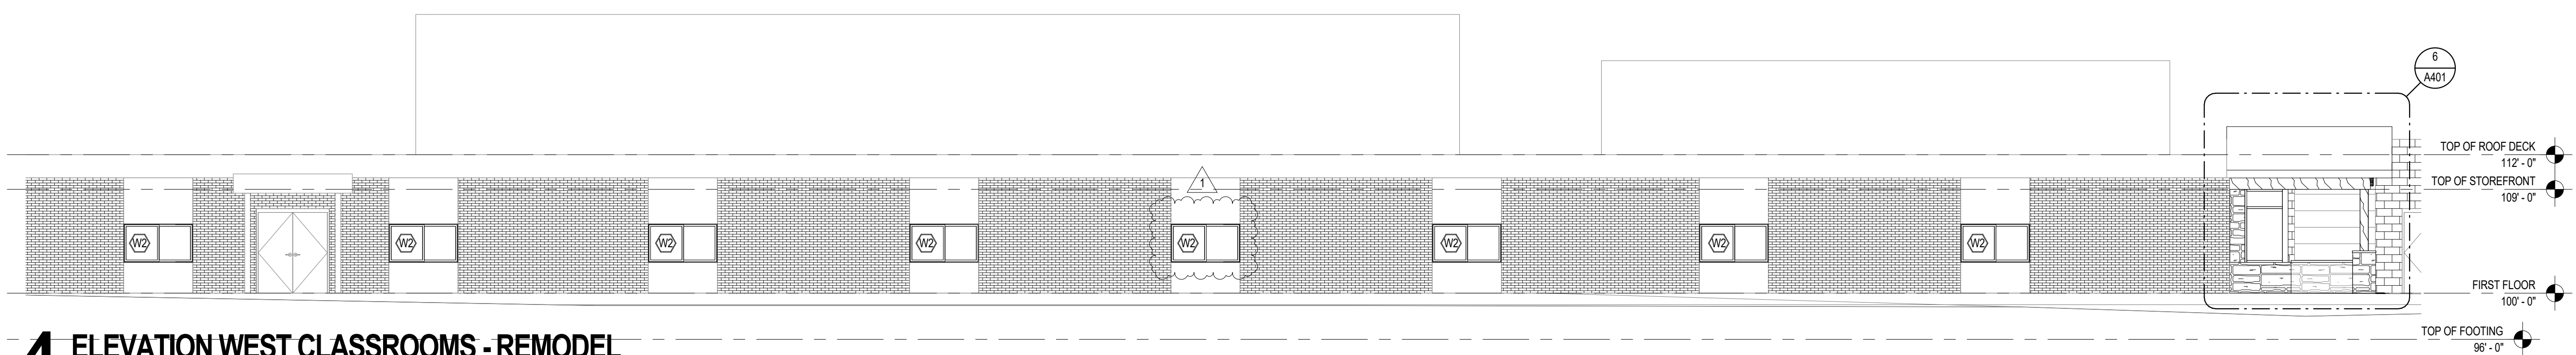 6
A401
TOP OF ROOF DECK
112' - 0"
1
TOP OF STOREFRONT
109' - 0"
W2
W2
W2
W2
W2
W2
W2
W2
FIRST FLOOR
100' - 0"
TOP OF FOOTING
96' - 0"
4 ELEVATION WEST CLASSROOMS - REMODEL